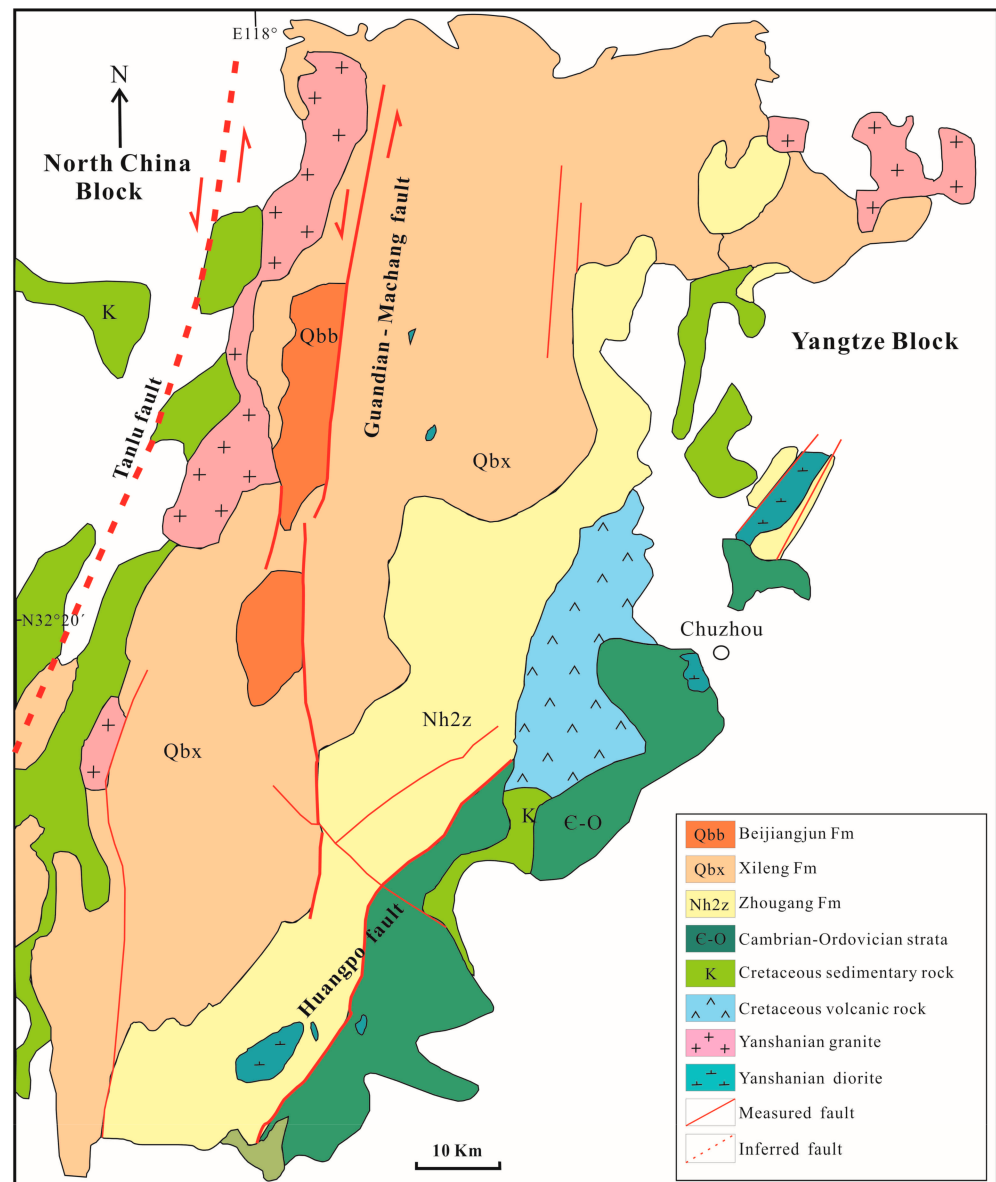 E118°
N
North China
Block
K
Qbb
Guandian - Machang fault
Yangtze Block
Tanlu fault
Qbx
N32°20′
Chuzhou
Nh2z
Qbx
K
Є-O
Huangpo fault
10 Km
Qbb Beijiangjun Fm
Qbx Xileng Fm
Nh2z Zhougang Fm
Є-O Cambrian-Ordovician strata
K Cretaceous sedimentary rock
Cretaceous volcanic rock
Yanshanian granite
Yanshanian diorite
Measured fault
Inferred fault